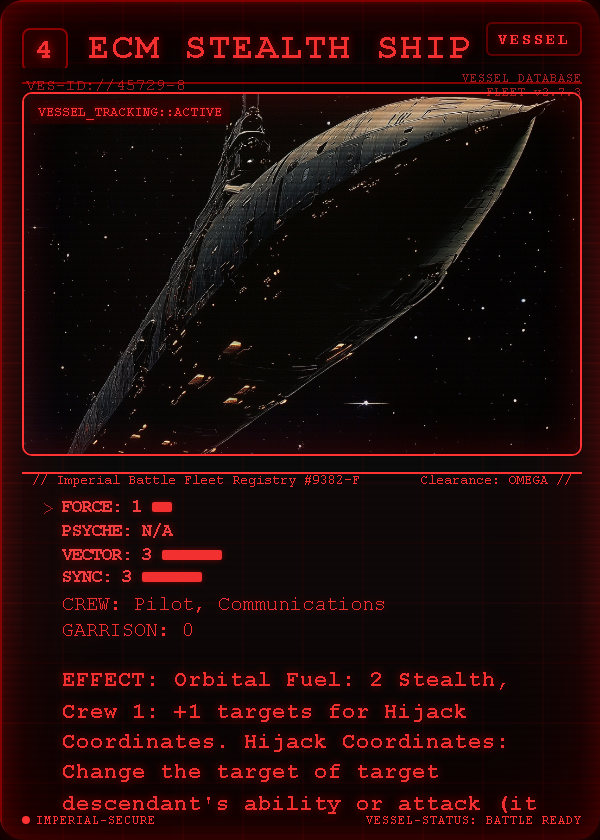 4 ECM STEALTH SHIP VESSEL
VES-ID://45729-8
VESSEL DATABASE
FLEET v2.7.3
VESSEL_TRACKING::ACTIVE
// Imperial Battle Fleet Registry #9382-F Clearance: OMEGA //
> FORCE: 1
PSYCHE: N/A
VECTOR: 3
SYNC: 3
CREW: Pilot, Communications
GARRISON: 0
EFFECT: Orbital Fuel: 2 Stealth,
Crew 1: +1 targets for Hijack
Coordinates. Hijack Coordinates:
Change the target of target
descendant's ability or attack (it
IMPERIAL-SECURE VESSEL-STATUS: BATTLE READY